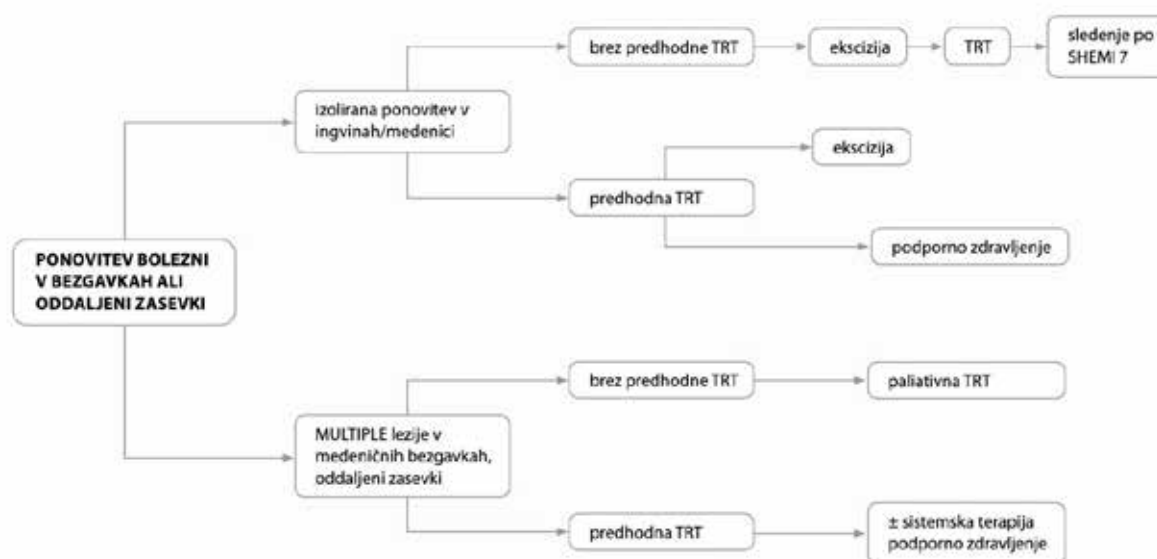 PONOVITEV BOLEZNI
V BEZGAVKAH ALI
ODDALJENI ZASEVKI
izolirana ponovitev v
ingvinah/medenici
brez predhodne TRT
ekscizija
TRT
sledenje po
SHEMI 7
predhodna TRT
ekscizija
podporno zdravljenje
MULTIPLE lezije v
medeničnih bezgavkah,
oddaljeni zasevki
brez predhodne TRT
paliativna TRT
predhodna TRT
± sistemska terapija
podporno zdravljenje